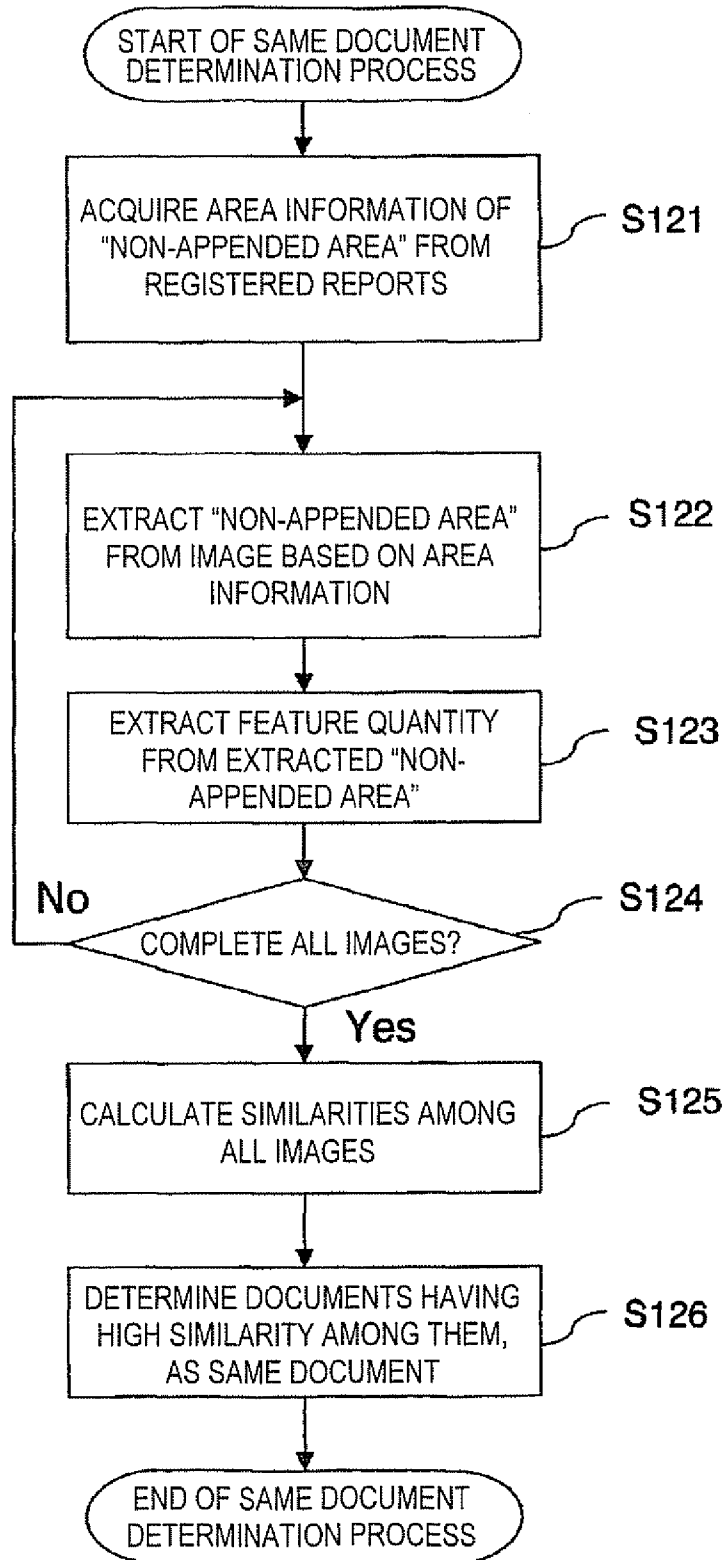 START OF SAME DOCUMENT
DETERMINATION PROCESS
ACQUIRE AREA INFORMATION OF
"NON-APPENDED AREA" FROM
REGISTERED REPORTS
S121
EXTRACT "NON-APPENDED AREA"
FROM IMAGE BASED ON AREA
INFORMATION
S122
EXTRACT FEATURE QUANTITY
FROM EXTRACTED "NON-
APPENDED AREA"
S123
No
COMPLETE ALL IMAGES?
S124
Yes
CALCULATE SIMILARITIES AMONG
ALL IMAGES
S125
DETERMINE DOCUMENTS HAVING
HIGH SIMILARITY AMONG THEM,
AS SAME DOCUMENT
S126
END OF SAME DOCUMENT
DETERMINATION PROCESS